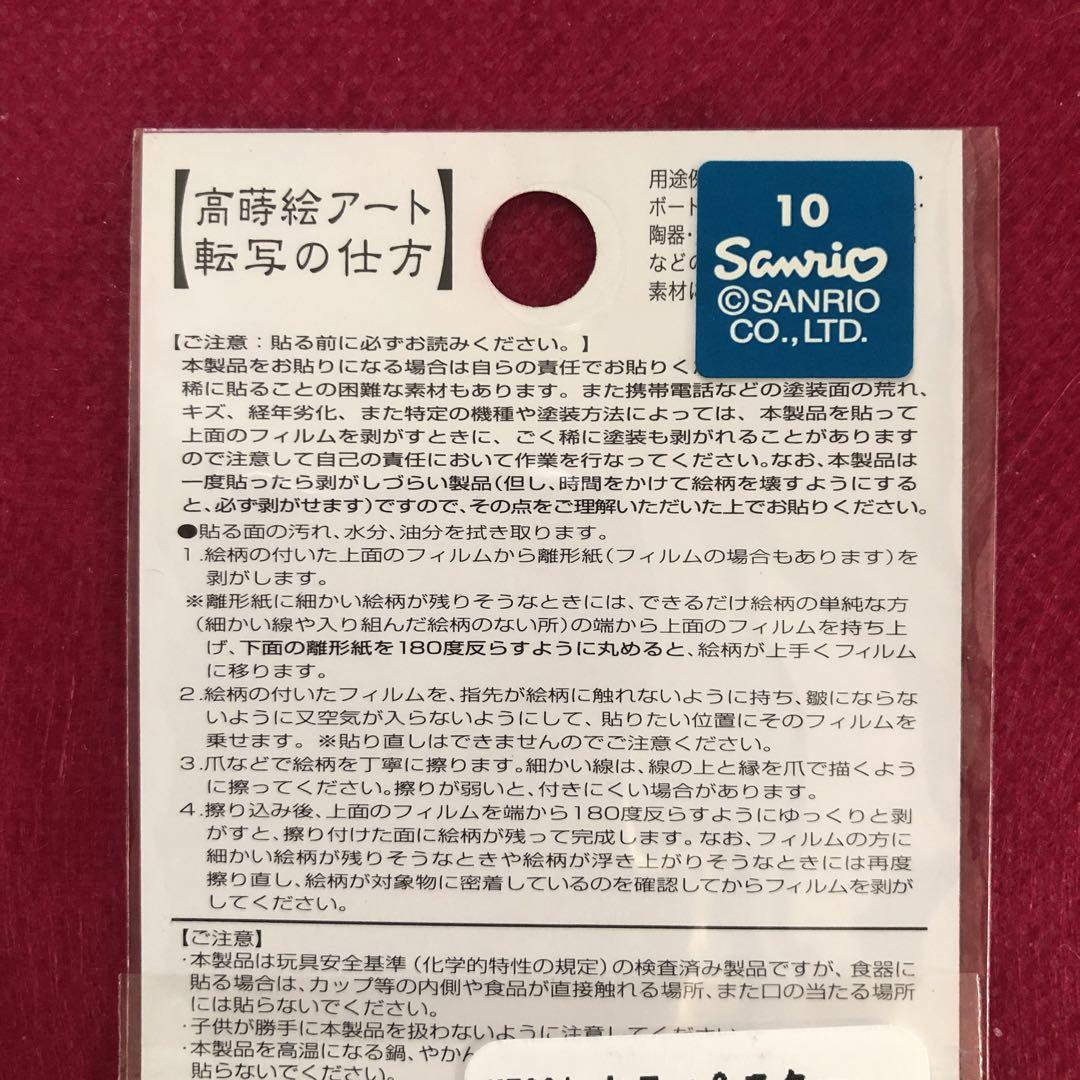 【高蒔絵アート
転写の仕方】
用途例
ボート
陶器・
などの
素材に
10
Sanrio
©SANRIO
CO.,LTD.
【ご注意：貼る前に必ずお読みください。】
本製品をお貼りになる場合は自らの責任でお貼りく
稀に貼ることの困難な素材もあります。また携帯電話などの塗装面の荒れ、
キズ、経年劣化、また特定の機種や塗装方法によっては、本製品を貼って
上面のフィルムを剥がすときに、ごく稀に塗装も剥がれることがあります
ので注意して自己の責任において作業を行なってください。なお、本製品は
一度貼ったら剥がしづらい製品(但し、時間をかけて絵柄を壊すようにする
と、必ず剥がせます)ですので、その点をご理解いただいた上でお貼りください。
●貼る面の汚れ、水分、油分を拭き取ります。
1.絵柄の付いた上面のフィルムから離形紙(フィルムの場合もあります)を
剥がします。
※離形紙に細かい絵柄が残りそうなときには、できるだけ絵柄の単純な方
(細かい線や入り組んだ絵柄のない所)の端から上面のフィルムを持ち上
げ、下面の離形紙を180度反らすように丸めると、絵柄が上手くフィルム
に移ります。
2.絵柄の付いたフィルムを、指先が絵柄に触れないように持ち、皺にならな
いように又空気が入らないようにして、貼りたい位置にそのフィルムを
乗せます。※貼り直しはできませんのでご注意ください。
3.爪などで絵柄を丁寧に擦ります。細かい線は、線の上と縁を爪で描くよう
に擦ってください。擦りが弱いと、付きにくい場合があります。
4.擦り込み後、上面のフィルムを端から180度反らすようにゆっくりと剥
がすと、擦り付けた面に絵柄が残って完成します。なお、フィルムの方に
細かい絵柄が残りそうなときや絵柄が浮き上がりそうなときには再度
擦り直し、絵柄が対象物に密着しているのを確認してからフィルムを剥が
してください。
【ご注意】
・本製品は玩具安全基準(化学的特性の規定)の検査済み製品ですが、食器に
貼る場合は、カップ等の内側や食品が直接触れる場所、また口の当たる場所
には貼らないでください。
・子供が勝手に本製品を扱わないように注意してください
・本製品を高温になる鍋、やかん
貼らないでください。